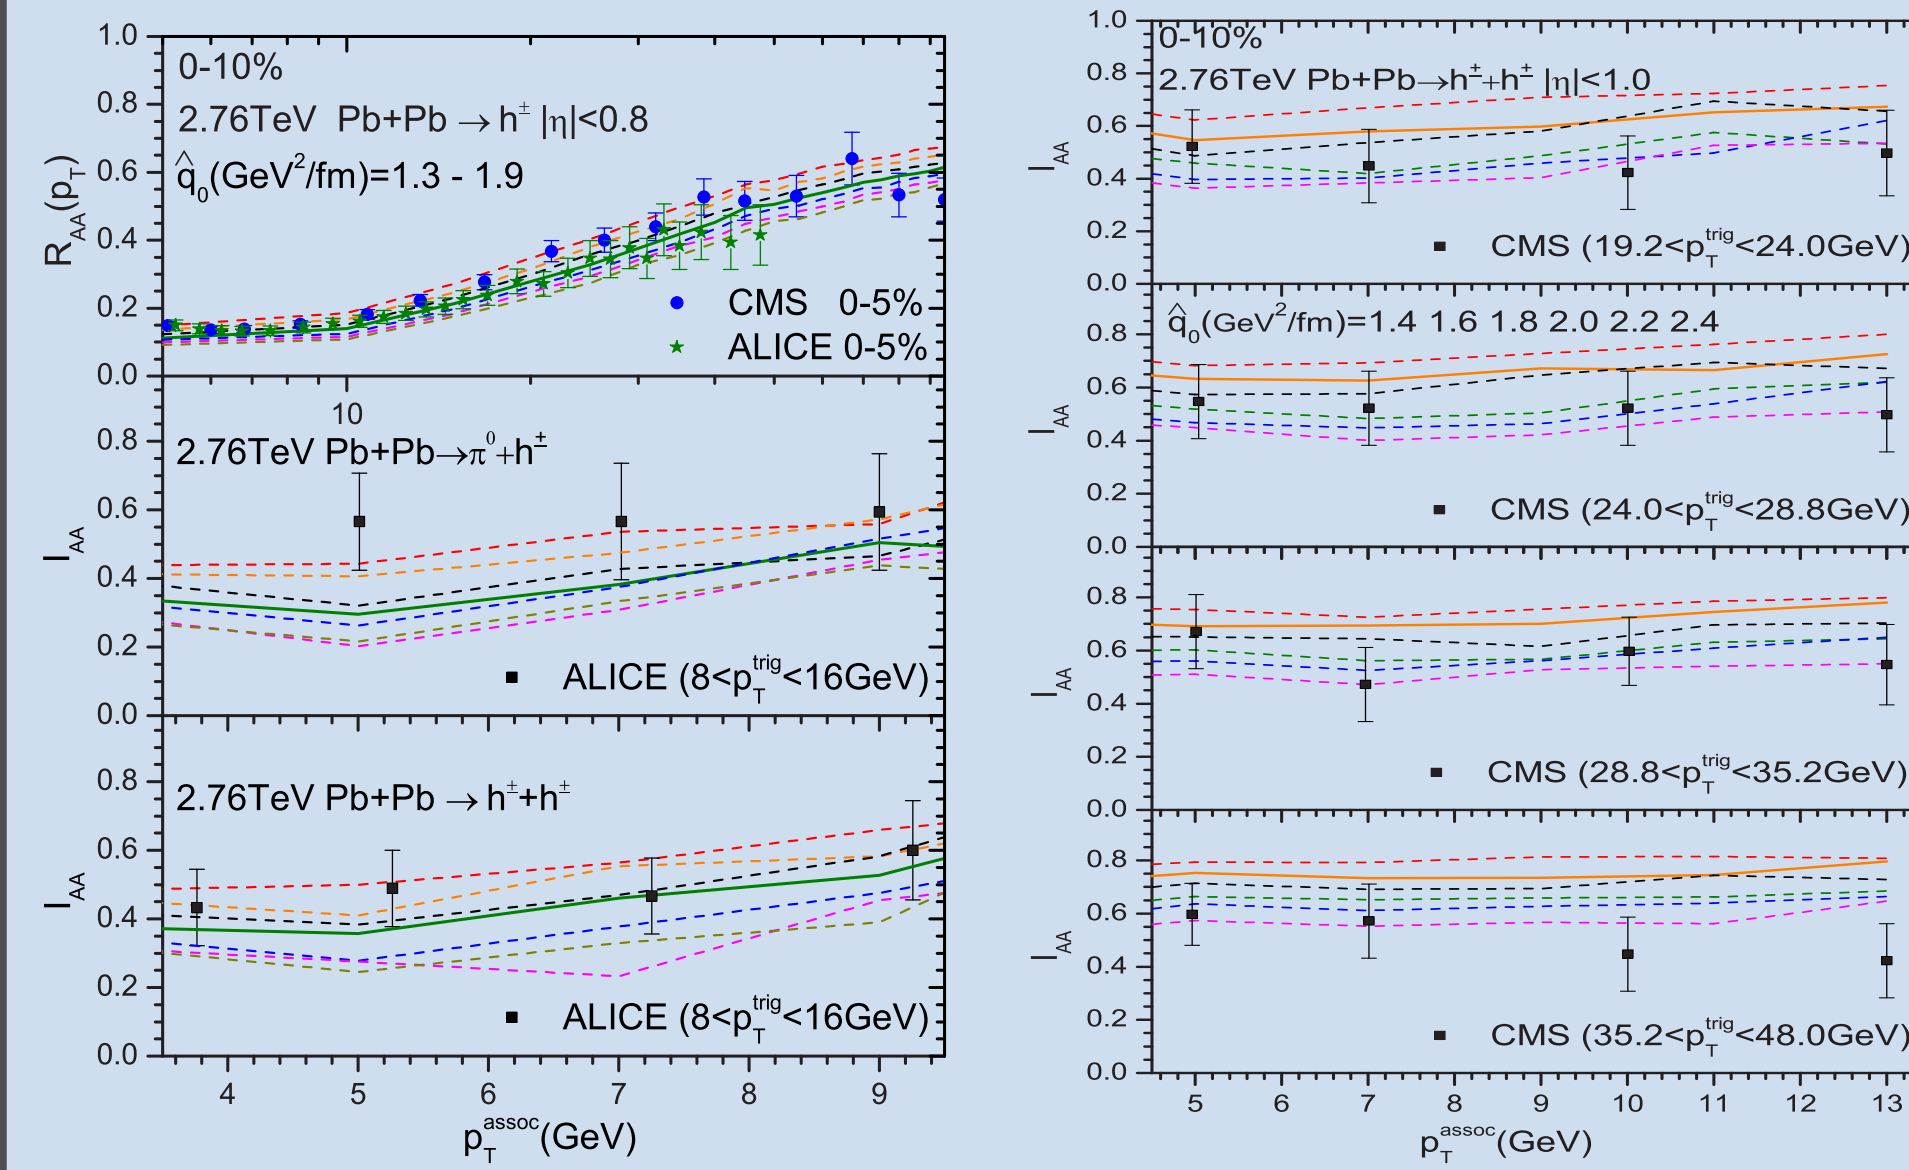 1.0
0-10%
0.8
2.76TeV Pb+Pb → h± |η|<0.8
R_AA(p_T)
0.6
q̂₀(GeV²/fm)=1.3 - 1.9
0.4
CMS 0-5%
0.2
ALICE 0-5%
0.0
10
0.8
2.76TeV Pb+Pb→π⁰+h±
0.6
I_AA
0.4
0.2
ALICE (8<p_T^trig<16GeV)
0.0
0.8
2.76TeV Pb+Pb → h±+h±
0.6
I_AA
0.4
0.2
ALICE (8<p_T^trig<16GeV)
0.0
4 5 6 7 8 9
p_T^assoc(GeV)
1.0
0-10%
0.8
2.76TeV Pb+Pb→h±+h± |η|<1.0
0.6
I_AA
0.4
0.2
CMS (19.2<p_T^trig<24.0GeV)
0.0
q̂₀(GeV²/fm)=1.4 1.6 1.8 2.0 2.2 2.4
0.8
0.6
I_AA
0.4
0.2
CMS (24.0<p_T^trig<28.8GeV)
0.0
0.8
0.6
I_AA
0.4
0.2
CMS (28.8<p_T^trig<35.2GeV)
0.0
0.8
0.6
I_AA
0.4
0.2
CMS (35.2<p_T^trig<48.0GeV)
0.0
5 6 7 8 9 10 11 12 13
p_T^assoc(GeV)